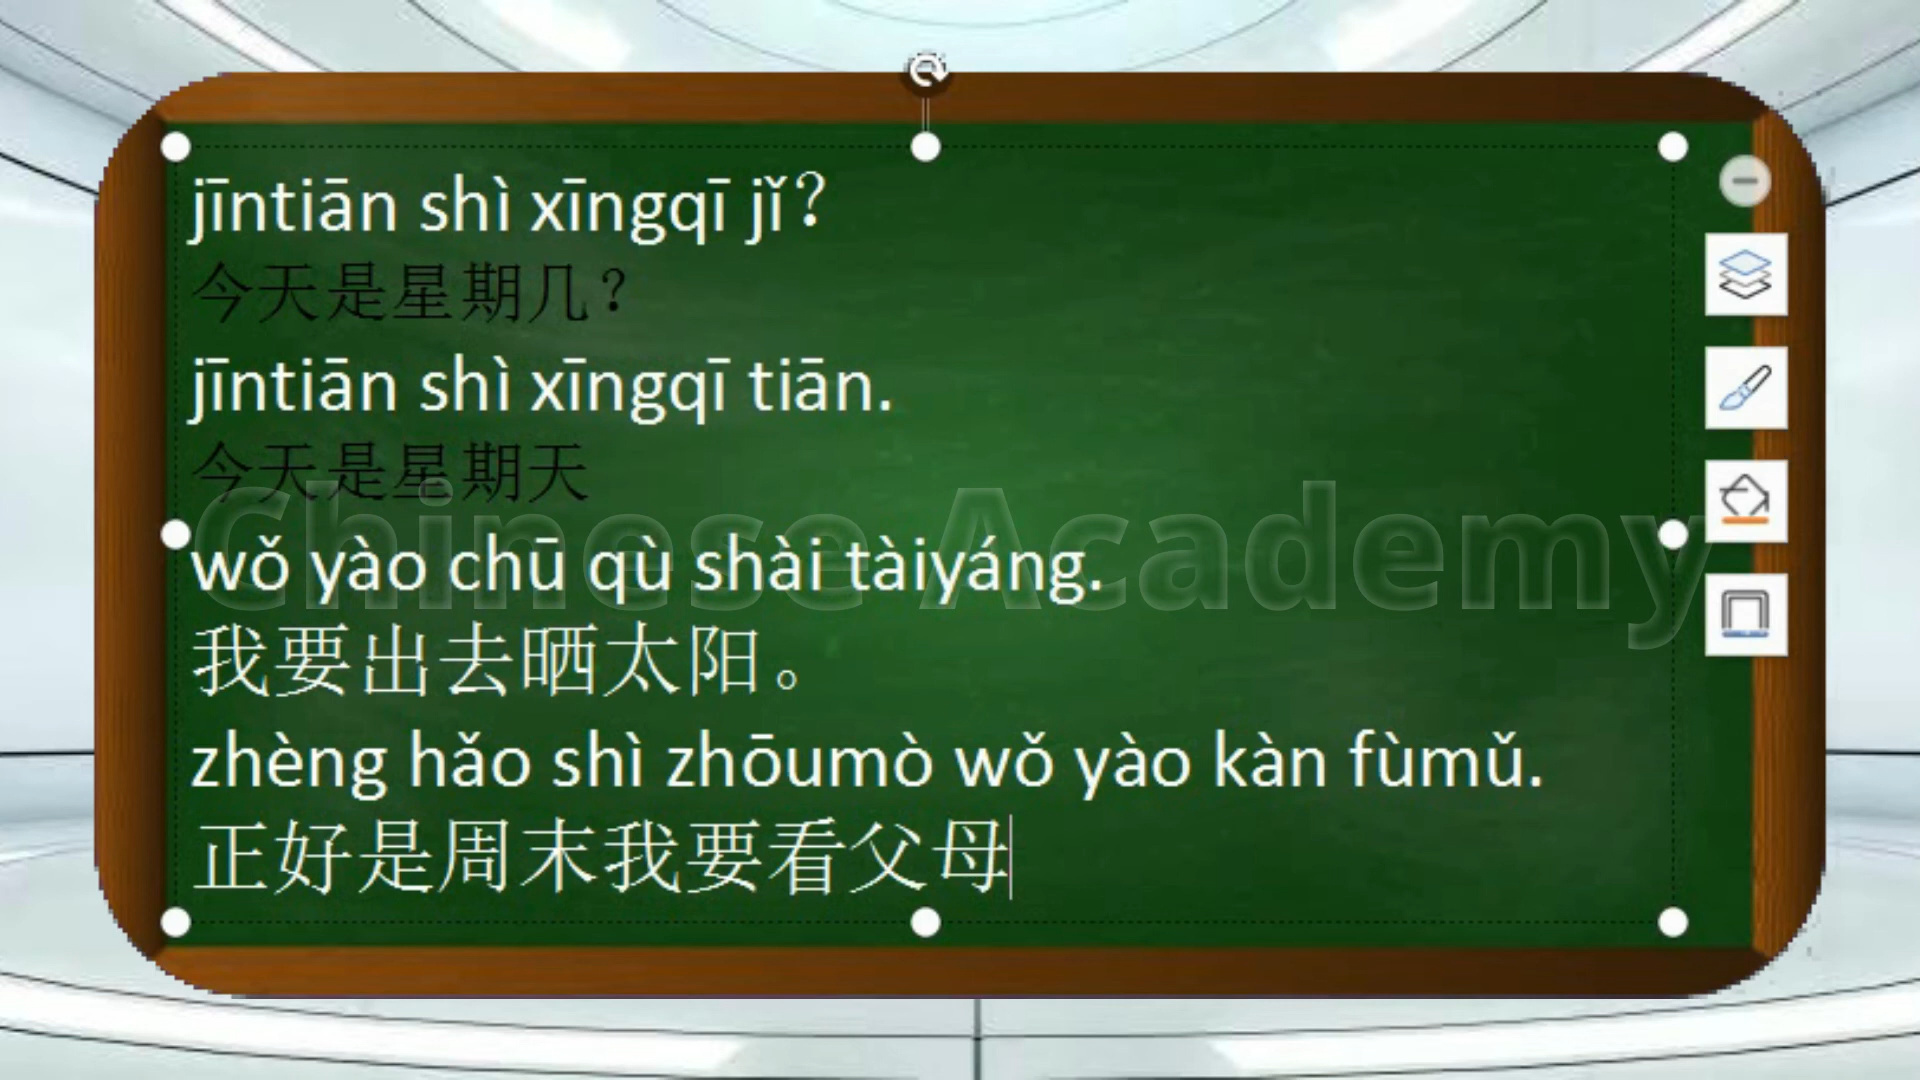 jīntiān shì xīngqī jǐ?
今天是星期几？
jīntiān shì xīngqī tiān.
今天是星期天
Chinese Academy
wǒ yào chū qù shài tàiyáng.
我要出去晒太阳。
zhèng hǎo shì zhōumò wǒ yào kàn fùmǔ.
正好是周末我要看父母